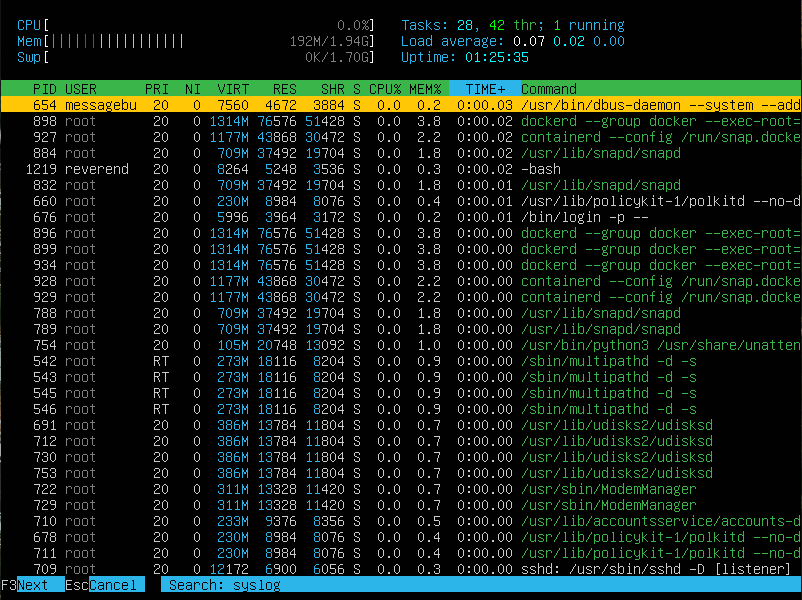 CPU[ 0.0%] Tasks: 28, 42 thr; 1 running
Mem[||||||||||||||||| 192M/1.94G] Load average: 0.07 0.02 0.00
Swp[ 0K/1.70G] Uptime: 01:25:35
PID USER PRI NI VIRT RES SHR S CPU% MEM% TIME+ Command
654 messagebu 20 0 7560 4672 3884 S 0.0 0.2 0:00.03 /usr/bin/dbus-daemon --system --add
898 root 20 0 1314M 76576 51428 S 0.0 3.8 0:00.02 dockerd --group docker --exec-root=
927 root 20 0 1177M 43868 30472 S 0.0 2.2 0:00.02 containerd --config /run/snap.docke
884 root 20 0 709M 37492 19704 S 0.0 1.8 0:00.02 /usr/lib/snapd/snapd
1219 reverend 20 0 8264 5248 3536 S 0.0 0.3 0:00.02 -bash
832 root 20 0 709M 37492 19704 S 0.0 1.8 0:00.01 /usr/lib/snapd/snapd
660 root 20 0 230M 8984 8076 S 0.0 0.4 0:00.01 /usr/lib/policykit-1/polkitd --no-d
676 root 20 0 5996 3964 3172 S 0.0 0.2 0:00.01 /bin/login -p --
896 root 20 0 1314M 76576 51428 S 0.0 3.8 0:00.00 dockerd --group docker --exec-root=
899 root 20 0 1314M 76576 51428 S 0.0 3.8 0:00.00 dockerd --group docker --exec-root=
934 root 20 0 1314M 76576 51428 S 0.0 3.8 0:00.00 dockerd --group docker --exec-root=
928 root 20 0 1177M 43868 30472 S 0.0 2.2 0:00.00 containerd --config /run/snap.docke
929 root 20 0 1177M 43868 30472 S 0.0 2.2 0:00.00 containerd --config /run/snap.docke
788 root 20 0 709M 37492 19704 S 0.0 1.8 0:00.00 /usr/lib/snapd/snapd
789 root 20 0 709M 37492 19704 S 0.0 1.8 0:00.00 /usr/lib/snapd/snapd
754 root 20 0 105M 20748 13092 S 0.0 1.0 0:00.00 /usr/bin/python3 /usr/share/unatten
542 root RT 0 273M 18116 8204 S 0.0 0.9 0:00.00 /sbin/multipathd -d -s
543 root RT 0 273M 18116 8204 S 0.0 0.9 0:00.00 /sbin/multipathd -d -s
545 root RT 0 273M 18116 8204 S 0.0 0.9 0:00.00 /sbin/multipathd -d -s
546 root RT 0 273M 18116 8204 S 0.0 0.9 0:00.00 /sbin/multipathd -d -s
691 root 20 0 386M 13784 11804 S 0.0 0.7 0:00.00 /usr/lib/udisks2/udisksd
712 root 20 0 386M 13784 11804 S 0.0 0.7 0:00.00 /usr/lib/udisks2/udisksd
730 root 20 0 386M 13784 11804 S 0.0 0.7 0:00.00 /usr/lib/udisks2/udisksd
753 root 20 0 386M 13784 11804 S 0.0 0.7 0:00.00 /usr/lib/udisks2/udisksd
722 root 20 0 311M 13328 11420 S 0.0 0.7 0:00.00 /usr/sbin/ModemManager
729 root 20 0 311M 13328 11420 S 0.0 0.7 0:00.00 /usr/sbin/ModemManager
710 root 20 0 233M 9376 8356 S 0.0 0.5 0:00.00 /usr/lib/accountsservice/accounts-d
678 root 20 0 230M 8984 8076 S 0.0 0.4 0:00.00 /usr/lib/policykit-1/polkitd --no-d
711 root 20 0 230M 8984 8076 S 0.0 0.4 0:00.00 /usr/lib/policykit-1/polkitd --no-d
709 root 20 0 12172 6900 6056 S 0.0 0.3 0:00.00 sshd: /usr/sbin/sshd -D [listener]
F3Next EscCancel Search: syslog